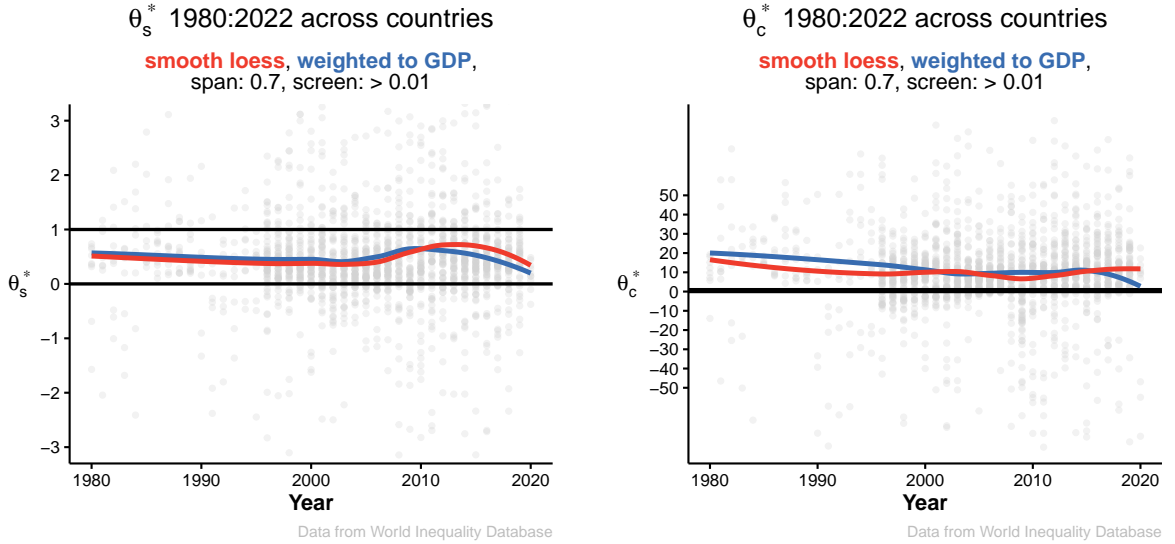 θs* 1980:2022 across countries
smooth loess, weighted to GDP,
span: 0.7, screen: > 0.01
3
2
1
0
−1
−2
−3
θs*
1980 1990 2000 2010 2020
Year
Data from World Inequality Database
θc* 1980:2022 across countries
smooth loess, weighted to GDP,
span: 0.7, screen: > 0.01
50
40
30
20
10
0
−10
−20
−30
−40
−50
θc*
1980 1990 2000 2010 2020
Year
Data from World Inequality Database